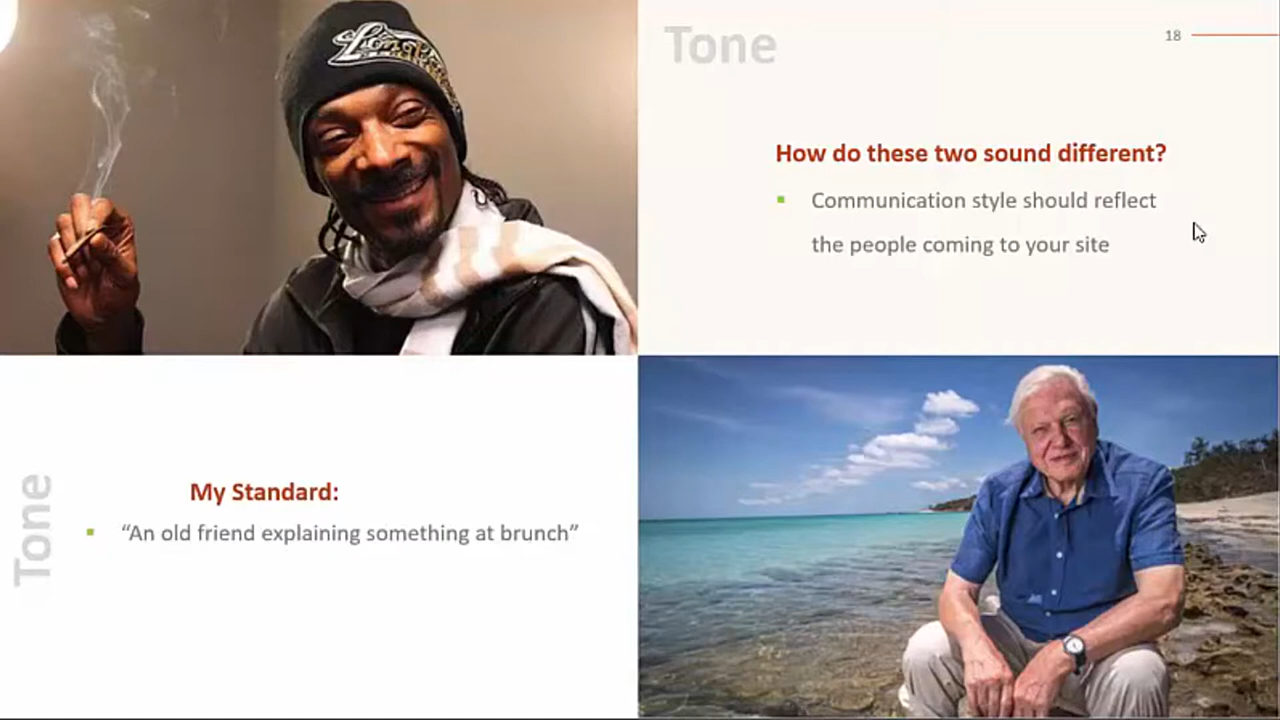 Tone
18
How do these two sound different?
Communication style should reflect
the people coming to your site
Tone
My Standard:
“An old friend explaining something at brunch”